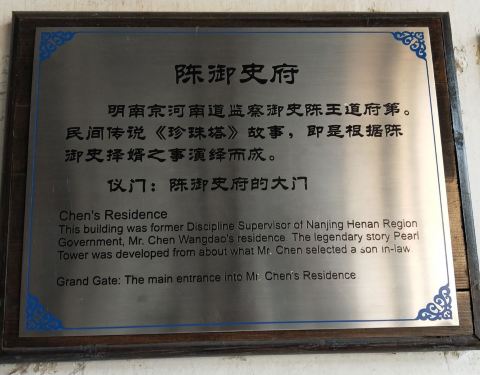 陈御史府
明南京河南道监察御史陈王道府第。
民间传说《珍珠塔》故事，即是根据陈
御史择婿之事演绎而成。
仪门：陈御史府的大门
Chen's Residence
This building was former Discipline Supervisor of Nanjing Henan Region
Government, Mr. Chen Wangdao's residence. The legendary story Pearl
Tower was developed from about what Mr. Chen selected a son in-law
Grand Gate: The main entrance into Mr. Chen's Residence